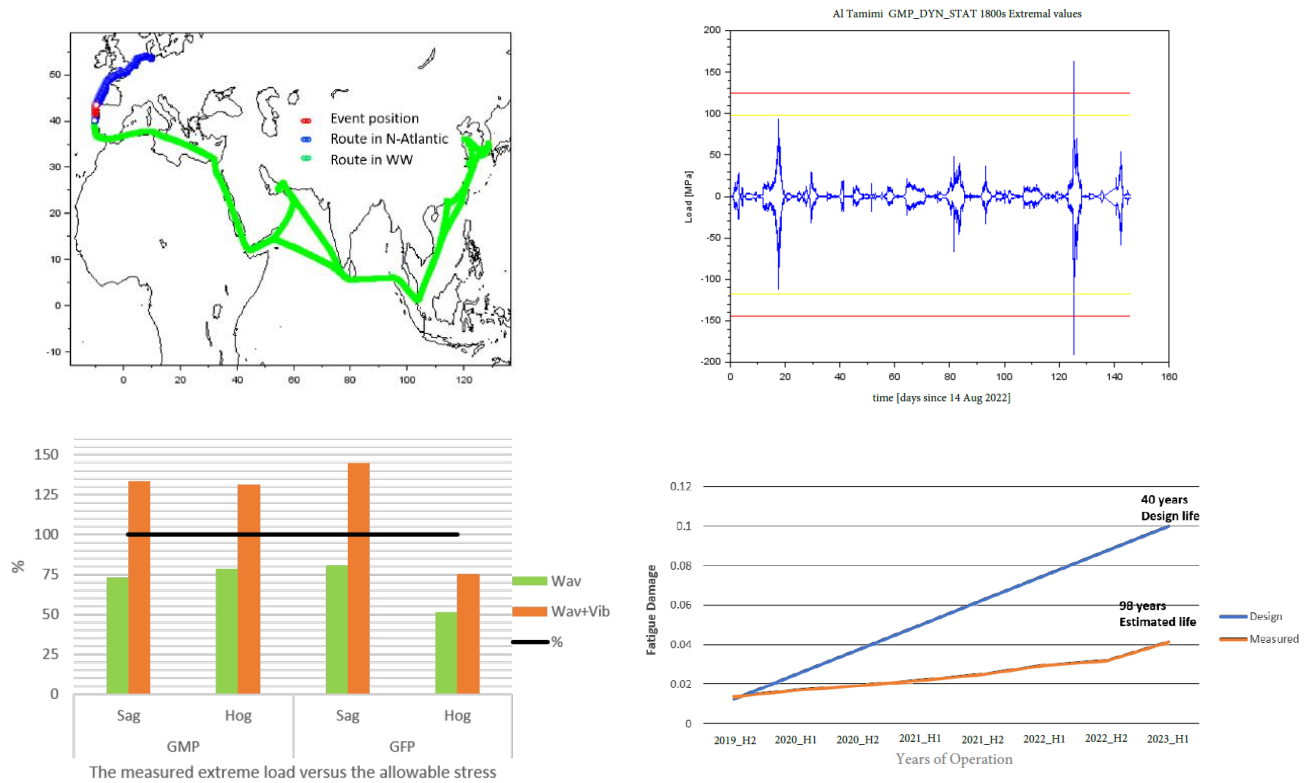 50
40
30
20
10
0
-10
0
20
40
60
80
100
120
Event position
Route in N-Atlantic
Route in WW
Al Tamimi GMP_DYN_STAT 1800s Extremal values
Load [MPa]
200
150
100
50
0
-50
-100
-150
-200
0
20
40
60
80
100
120
140
160
time [days since 14 Aug 2022]
%
150
125
100
75
50
25
0
Sag
Hog
Sag
Hog
GMP
GFP
Wav
Wav+Vib
%
The measured extreme load versus the allowable stress
Fatigue Damage
0.12
0.1
0.08
0.06
0.04
0.02
0
40 years
Design life
98 years
Estimated life
Design
Measured
2019_H2
2020_H1
2020_H2
2021_H1
2021_H2
2022_H1
2022_H2
2023_H1
Years of Operation